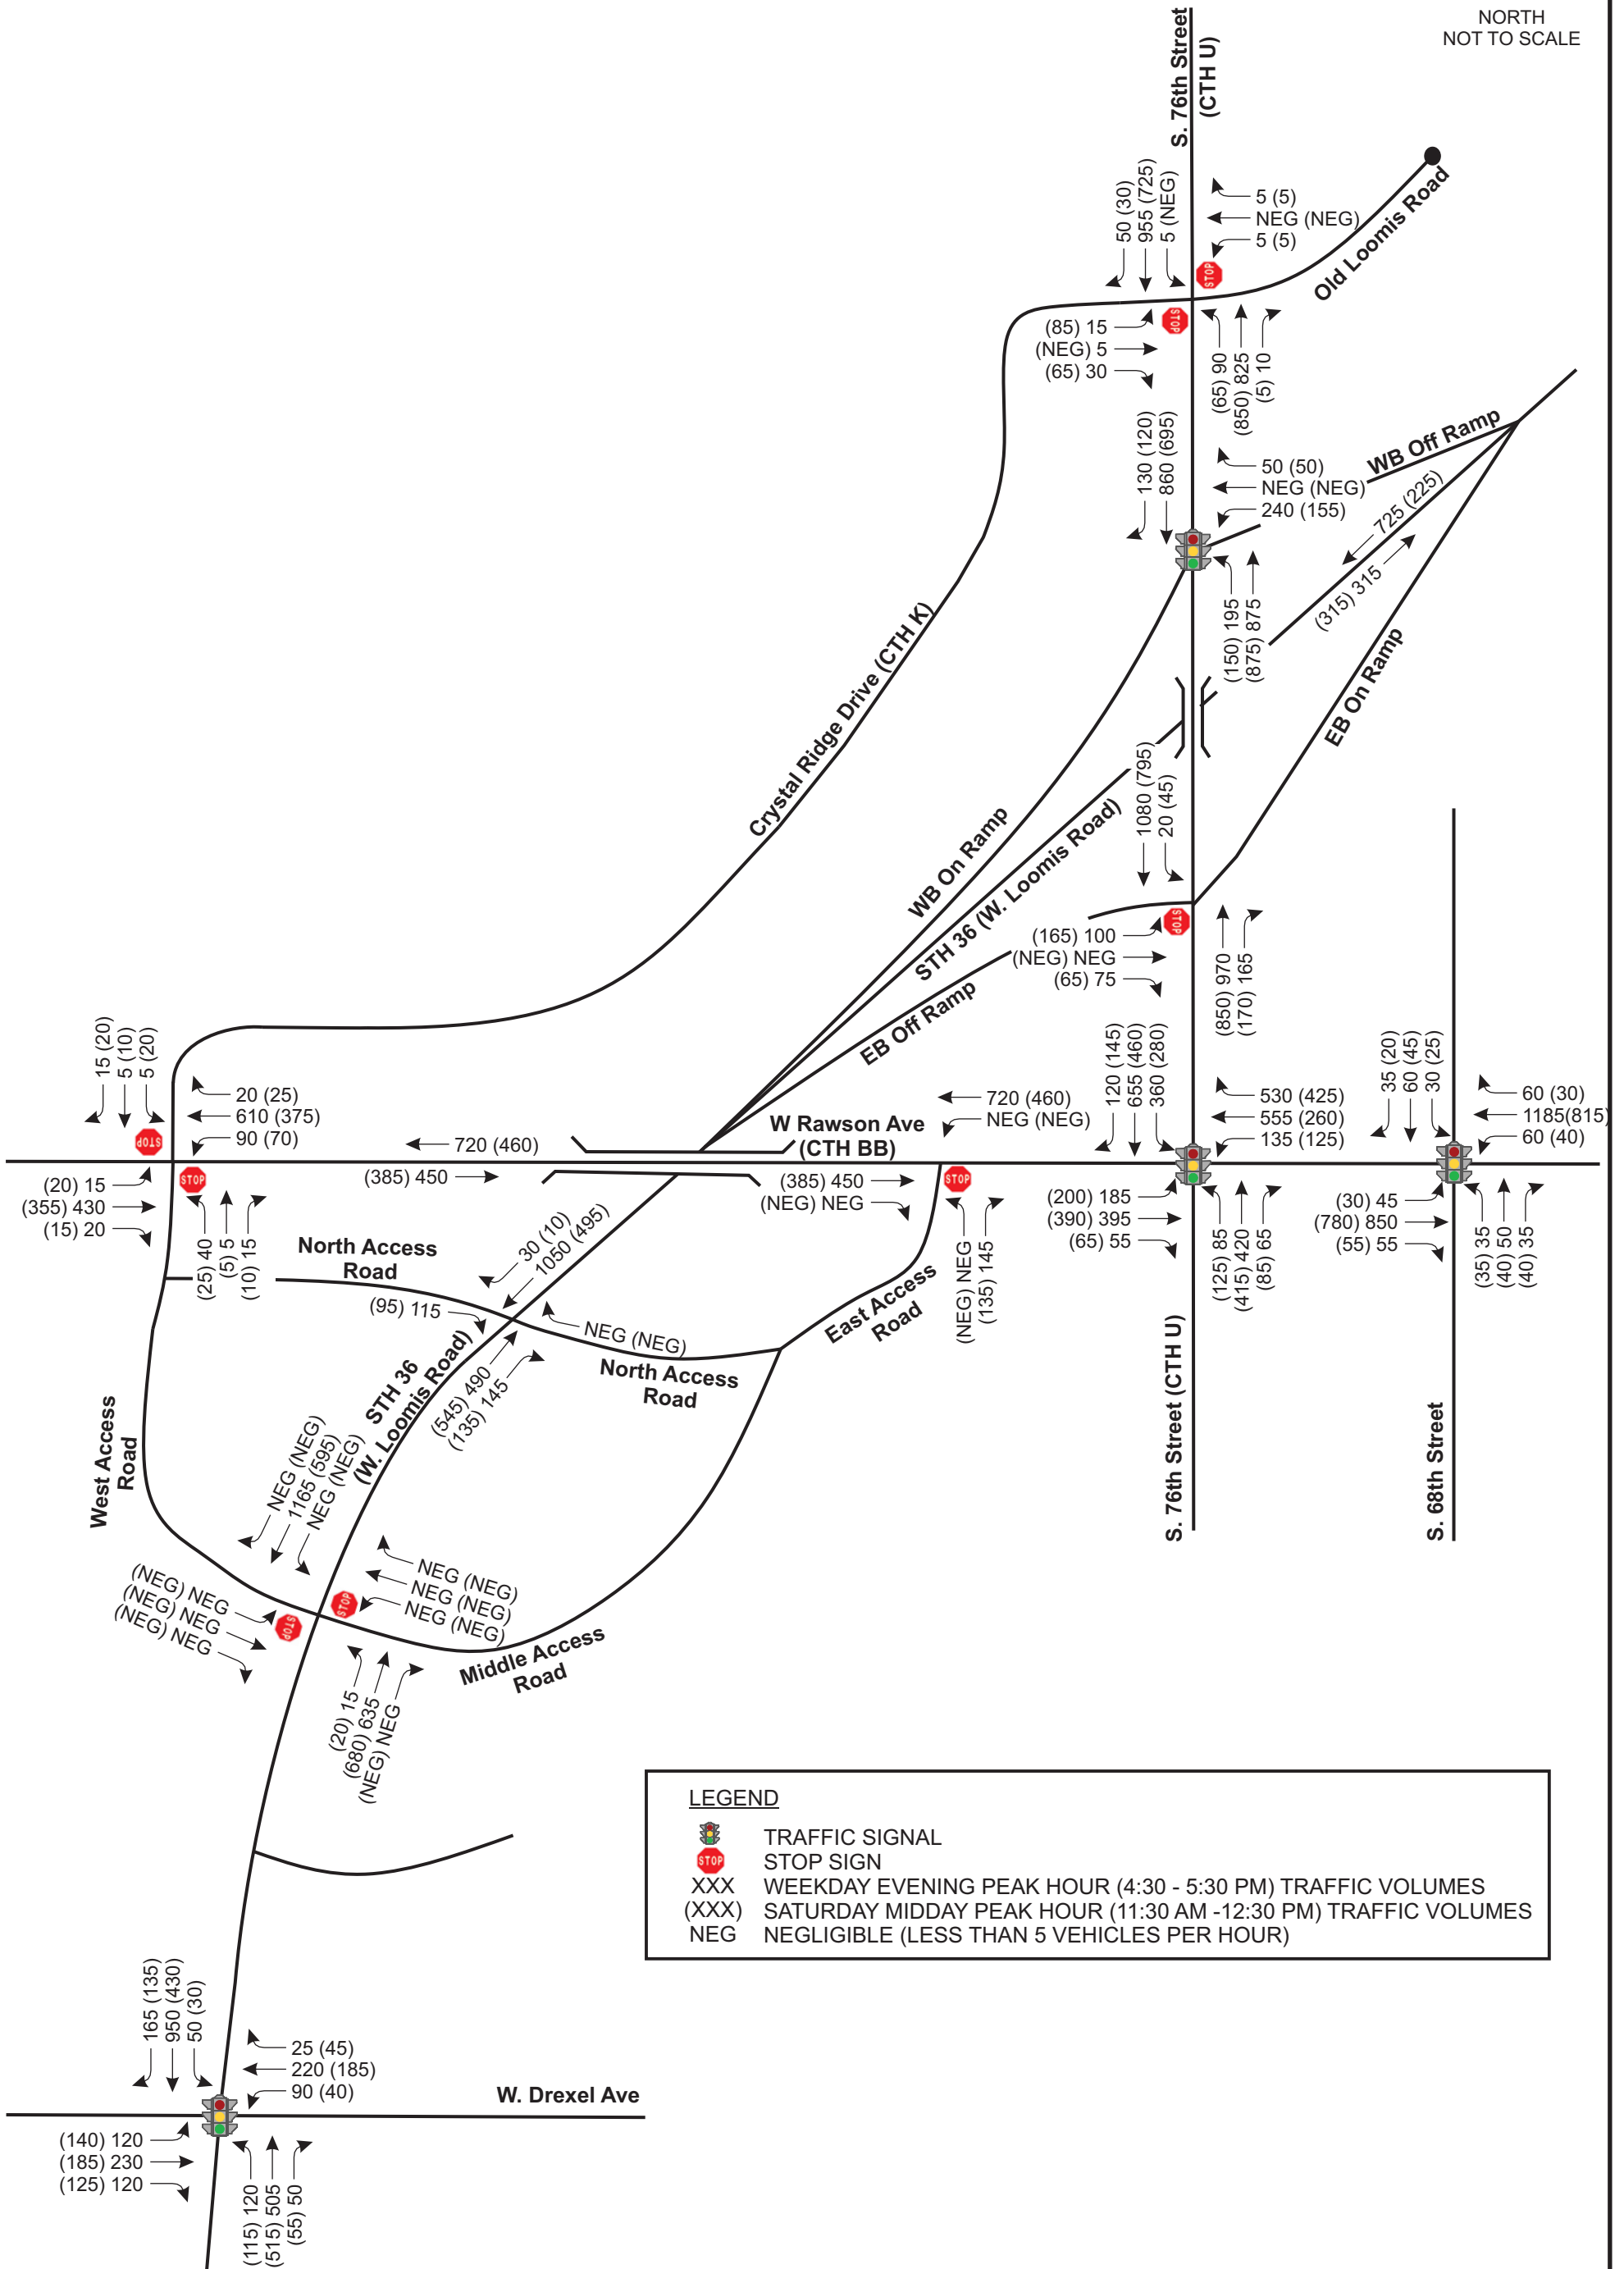 NORTH
NOT TO SCALE
S. 76th Street
(CTH U)
50 (30)
955 (725)
5 (NEG)
5 (5)
NEG (NEG)
5 (5)
STOP
Old Loomis Road
(85) 15
(NEG) 5
(65) 30
STOP
(65) 90
(850) 825
(5) 10
130 (120)
860 (695)
50 (50)
NEG (NEG)
240 (155)
WB Off Ramp
725 (225)
(315) 315
(150) 195
(875) 875
EB On Ramp
Crystal Ridge Drive (CTH K)
WB On Ramp
STH 36 (W. Loomis Road)
EB Off Ramp
1080 (795)
20 (45)
(165) 100
(NEG) NEG
(65) 75
STOP
(850) 970
(170) 165
15 (20)
5 (10)
5 (20)
20 (25)
610 (375)
90 (70)
STOP
STOP
(20) 15
(355) 430
(15) 20
(25) 40
(5) 5
(10) 15
720 (460)
(385) 450
W Rawson Ave
(CTH BB)
720 (460)
NEG (NEG)
(385) 450
(NEG) NEG
STOP
(NEG) NEG
(135) 145
120 (145)
655 (460)
360 (280)
530 (425)
555 (260)
135 (125)
(200) 185
(390) 395
(65) 55
(125) 85
(415) 420
(85) 65
35 (20)
60 (45)
30 (25)
60 (30)
1185(815)
60 (40)
(30) 45
(780) 850
(55) 55
(35) 35
(40) 50
(40) 35
North Access
Road
30 (10)
1050 (495)
(95) 115
NEG (NEG)
(545) 490
(135) 145
North Access
Road
East Access
Road
STH 36
(W. Loomis Road)
West Access
Road
S. 76th Street (CTH U)
S. 68th Street
NEG (NEG)
1165 (595)
NEG (NEG)
NEG (NEG)
NEG (NEG)
NEG (NEG)
STOP
STOP
(NEG) NEG
(NEG) NEG
(NEG) NEG
(20) 15
(680) 635
(NEG) NEG
Middle Access
Road
LEGEND
TRAFFIC SIGNAL
STOP STOP SIGN
XXX WEEKDAY EVENING PEAK HOUR (4:30 - 5:30 PM) TRAFFIC VOLUMES
(XXX) SATURDAY MIDDAY PEAK HOUR (11:30 AM -12:30 PM) TRAFFIC VOLUMES
NEG NEGLIGIBLE (LESS THAN 5 VEHICLES PER HOUR)
165 (135)
950 (430)
50 (30)
25 (45)
220 (185)
90 (40)
W. Drexel Ave
(140) 120
(185) 230
(125) 120
(115) 120
(515) 505
(55) 50